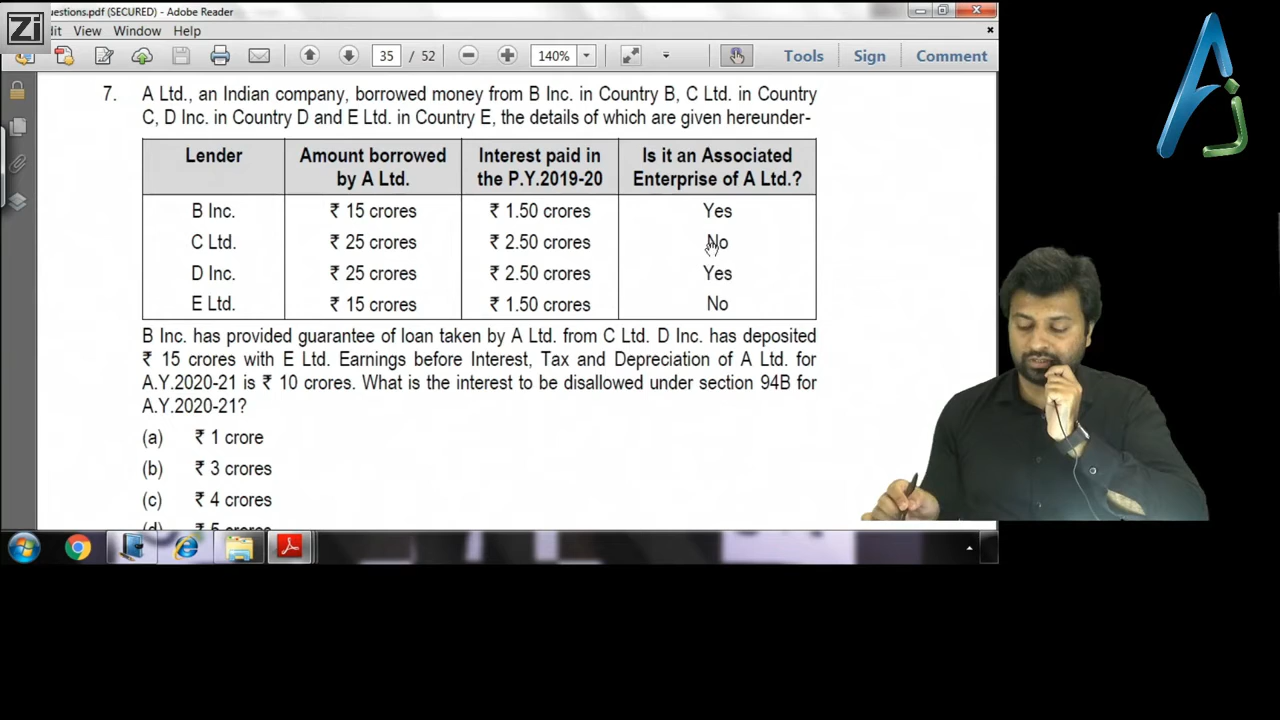 Zi
uestions.pdf (SECURED) - Adobe Reader
dit View Window Help
35 / 52 140% Tools Sign Comment
7. A Ltd., an Indian company, borrowed money from B Inc. in Country B, C Ltd. in Country
C, D Inc. in Country D and E Ltd. in Country E, the details of which are given hereunder-
Lender Amount borrowed by A Ltd. Interest paid in the P.Y.2019-20 Is it an Associated Enterprise of A Ltd.?
B Inc. ₹ 15 crores ₹ 1.50 crores Yes
C Ltd. ₹ 25 crores ₹ 2.50 crores No
D Inc. ₹ 25 crores ₹ 2.50 crores Yes
E Ltd. ₹ 15 crores ₹ 1.50 crores No
B Inc. has provided guarantee of loan taken by A Ltd. from C Ltd. D Inc. has deposited
₹ 15 crores with E Ltd. Earnings before Interest, Tax and Depreciation of A Ltd. for
A.Y.2020-21 is ₹ 10 crores. What is the interest to be disallowed under section 94B for
A.Y.2020-21?
(a) ₹ 1 crore
(b) ₹ 3 crores
(c) ₹ 4 crores
(d) ₹ 5 crores